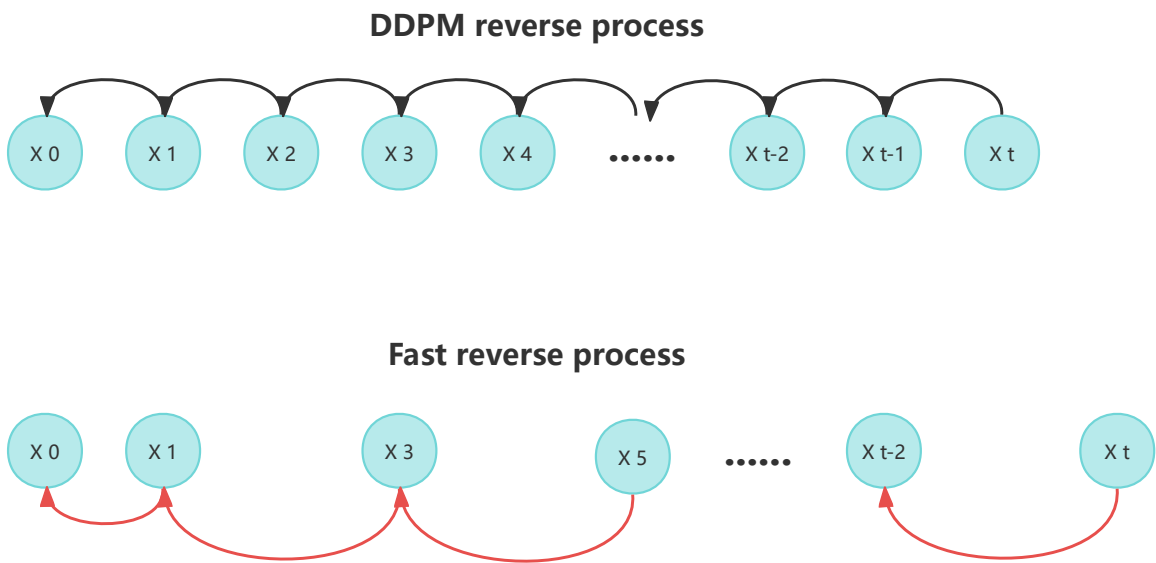 DDPM reverse process
X 0 X 1 X 2 X 3 X 4 ...... X t-2 X t-1 X t
Fast reverse process
X 0 X 1 X 3 X 5 ...... X t-2 X t